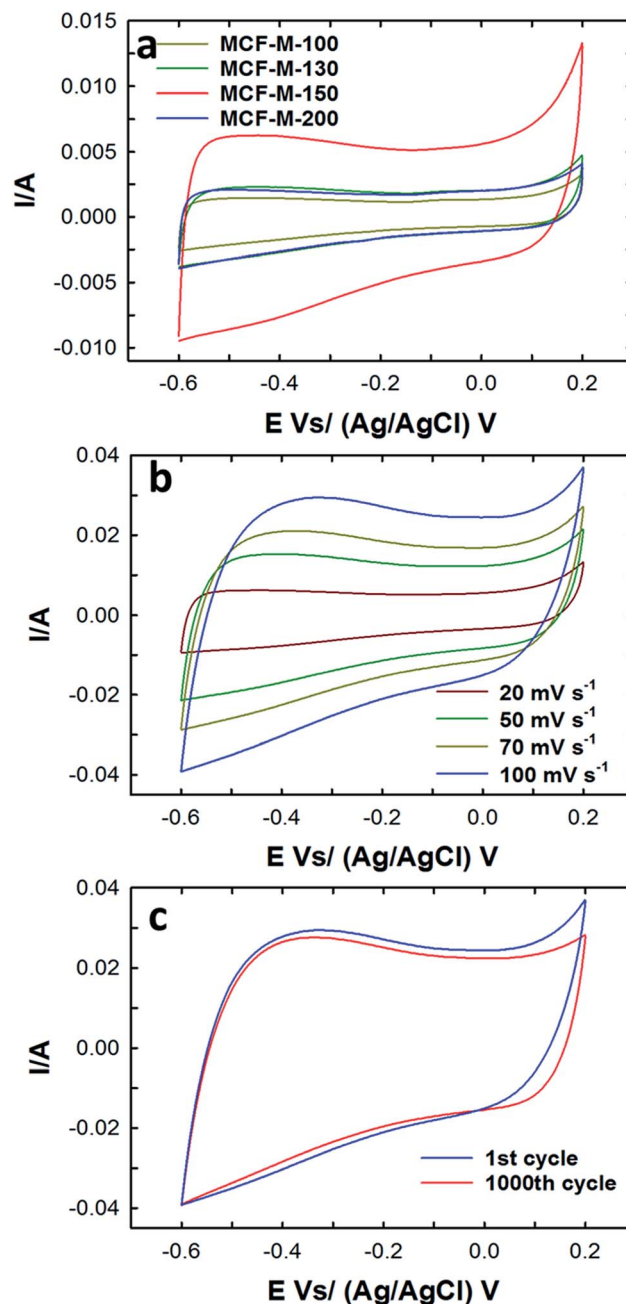 a
MCF-M-100
MCF-M-130
MCF-M-150
MCF-M-200
0.015
0.010
0.005
0.000
-0.005
-0.010
I/A
-0.6
-0.4
-0.2
0.0
0.2
E Vs/ (Ag/AgCl) V
b
0.04
0.02
0.00
-0.02
-0.04
I/A
20 mV s⁻¹
50 mV s⁻¹
70 mV s⁻¹
100 mV s⁻¹
-0.6
-0.4
-0.2
0.0
0.2
E Vs/ (Ag/AgCl) V
c
0.04
0.02
0.00
-0.02
-0.04
I/A
1st cycle
1000th cycle
-0.6
-0.4
-0.2
0.0
0.2
E Vs/ (Ag/AgCl) V